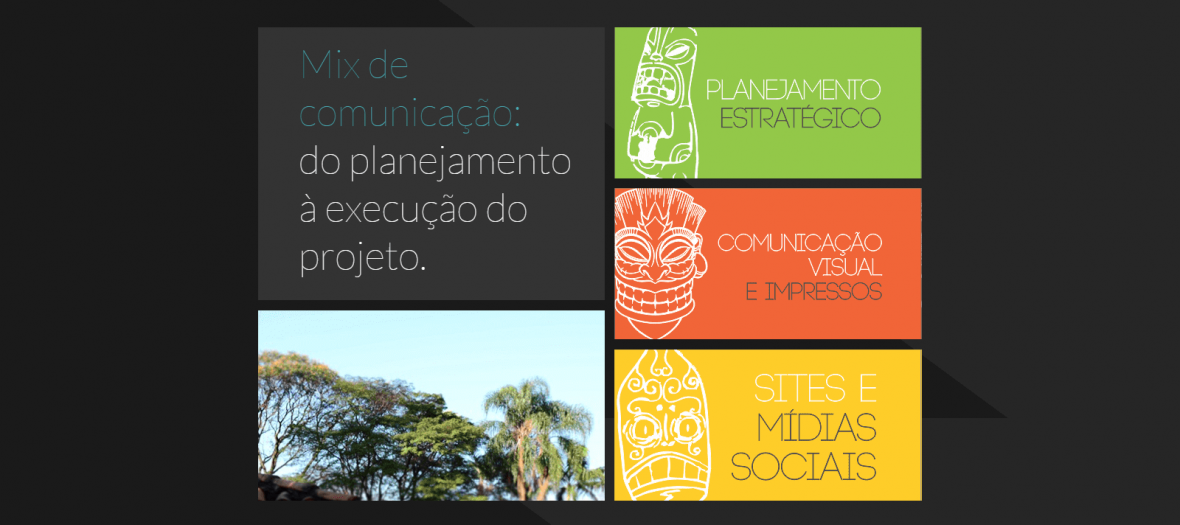 Mix de
comunicação:
do planejamento
à execução do
projeto.
PLANEJAMENTO
ESTRATÉGICO
COMUNICAÇÃO
VISUAL
E IMPRESSOS
SITES E
MÍDIAS
SOCIAIS